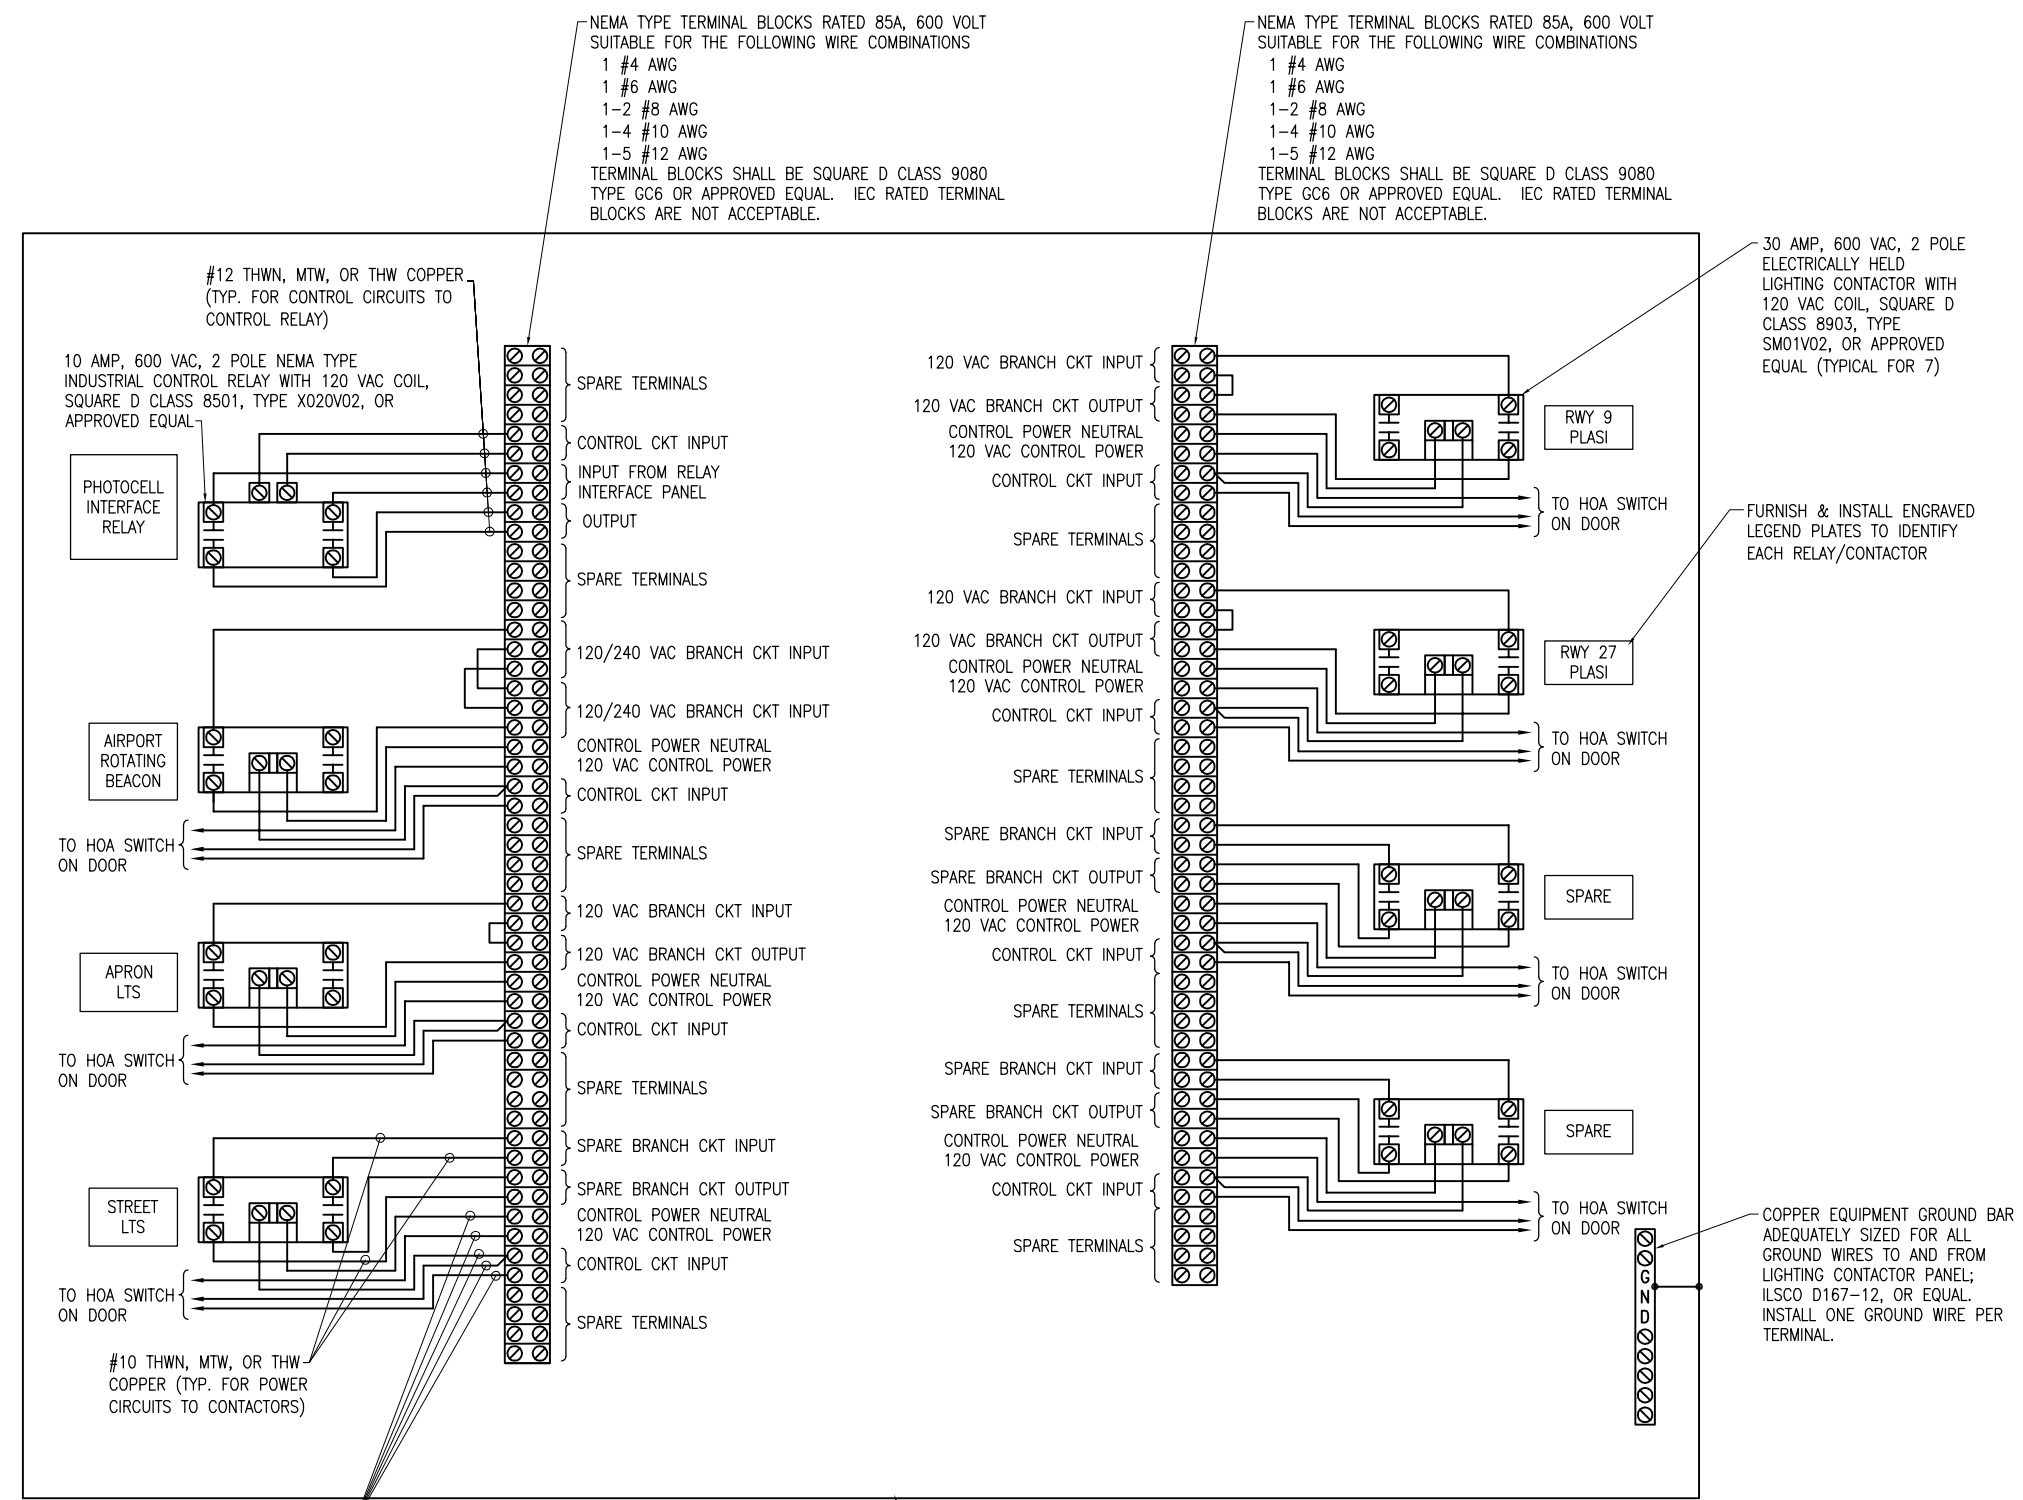 NEMA TYPE TERMINAL BLOCKS RATED 85A, 600 VOLT
SUITABLE FOR THE FOLLOWING WIRE COMBINATIONS
1 #4 AWG
1 #6 AWG
1-2 #8 AWG
1-4 #10 AWG
1-5 #12 AWG
TERMINAL BLOCKS SHALL BE SQUARE D CLASS 9080
TYPE GC6 OR APPROVED EQUAL. IEC RATED TERMINAL
BLOCKS ARE NOT ACCEPTABLE.
NEMA TYPE TERMINAL BLOCKS RATED 85A, 600 VOLT
SUITABLE FOR THE FOLLOWING WIRE COMBINATIONS
1 #4 AWG
1 #6 AWG
1-2 #8 AWG
1-4 #10 AWG
1-5 #12 AWG
TERMINAL BLOCKS SHALL BE SQUARE D CLASS 9080
TYPE GC6 OR APPROVED EQUAL. IEC RATED TERMINAL
BLOCKS ARE NOT ACCEPTABLE.
#12 THWN, MTW, OR THW COPPER
(TYP. FOR CONTROL CIRCUITS TO
CONTROL RELAY)
10 AMP, 600 VAC, 2 POLE NEMA TYPE
INDUSTRIAL CONTROL RELAY WITH 120 VAC COIL,
SQUARE D CLASS 8501, TYPE XO20V02, OR
APPROVED EQUAL
PHOTOCELL
INTERFACE
RELAY
AIRPORT
ROTATING
BEACON
TO HOA SWITCH
ON DOOR
APRON
LTS
TO HOA SWITCH
ON DOOR
STREET
LTS
TO HOA SWITCH
ON DOOR
#10 THWN, MTW, OR THW
COPPER (TYP. FOR POWER
CIRCUITS TO CONTACTORS)
SPARE TERMINALS
CONTROL CKT INPUT
INPUT FROM RELAY
INTERFACE PANEL
OUTPUT
SPARE TERMINALS
120/240 VAC BRANCH CKT INPUT
120/240 VAC BRANCH CKT INPUT
CONTROL POWER NEUTRAL
120 VAC CONTROL POWER
CONTROL CKT INPUT
SPARE TERMINALS
120 VAC BRANCH CKT INPUT
120 VAC BRANCH CKT OUTPUT
CONTROL POWER NEUTRAL
120 VAC CONTROL POWER
CONTROL CKT INPUT
SPARE TERMINALS
SPARE BRANCH CKT INPUT
SPARE BRANCH CKT OUTPUT
CONTROL POWER NEUTRAL
120 VAC CONTROL POWER
CONTROL CKT INPUT
SPARE TERMINALS
120 VAC BRANCH CKT INPUT
120 VAC BRANCH CKT OUTPUT
CONTROL POWER NEUTRAL
120 VAC CONTROL POWER
CONTROL CKT INPUT
SPARE TERMINALS
120 VAC BRANCH CKT INPUT
120 VAC BRANCH CKT OUTPUT
CONTROL POWER NEUTRAL
120 VAC CONTROL POWER
CONTROL CKT INPUT
SPARE TERMINALS
SPARE BRANCH CKT INPUT
SPARE BRANCH CKT OUTPUT
CONTROL POWER NEUTRAL
120 VAC CONTROL POWER
CONTROL CKT INPUT
SPARE TERMINALS
SPARE BRANCH CKT INPUT
SPARE BRANCH CKT OUTPUT
CONTROL POWER NEUTRAL
120 VAC CONTROL POWER
CONTROL CKT INPUT
SPARE TERMINALS
RWY 9
PLASI
TO HOA SWITCH
ON DOOR
RWY 27
PLASI
TO HOA SWITCH
ON DOOR
SPARE
TO HOA SWITCH
ON DOOR
SPARE
TO HOA SWITCH
ON DOOR
30 AMP, 600 VAC, 2 POLE
ELECTRICALLY HELD
LIGHTING CONTACTOR WITH
120 VAC COIL, SQUARE D
CLASS 8903, TYPE
SMO1V02, OR APPROVED
EQUAL (TYPICAL FOR 7)
FURNISH & INSTALL ENGRAVED
LEGEND PLATES TO IDENTIFY
EACH RELAY/CONTACTOR
COPPER EQUIPMENT GROUND BAR
ADEQUATELY SIZED FOR ALL
GROUND WIRES TO AND FROM
LIGHTING CONTACTOR PANEL;
ILSCO D167-12, OR EQUAL.
INSTALL ONE GROUND WIRE PER
TERMINAL.
G
N
D